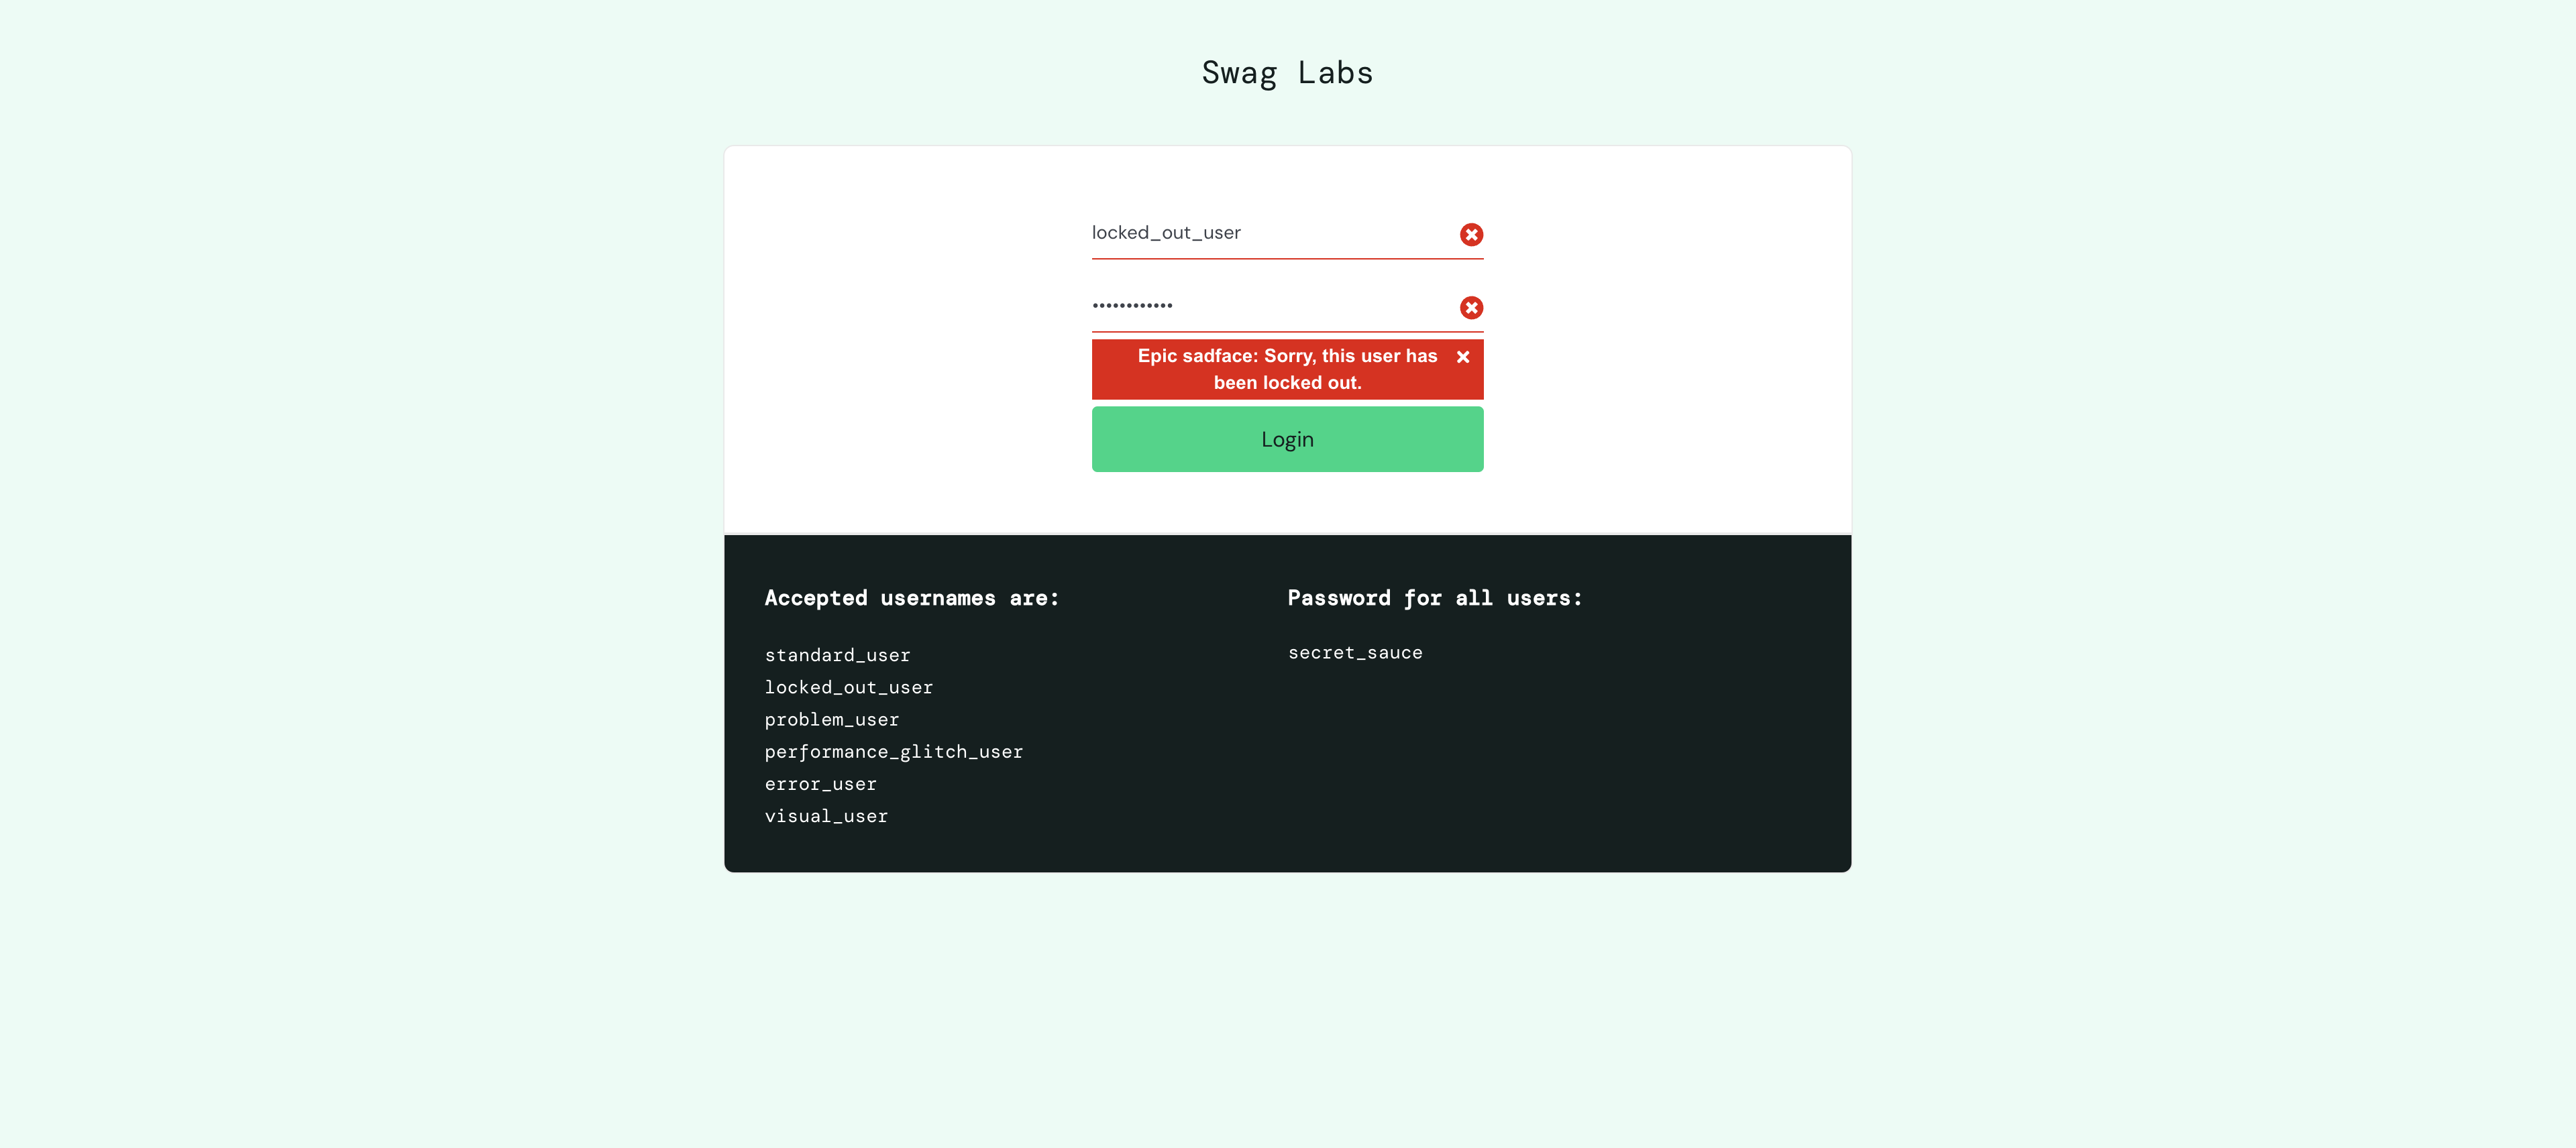 Swag Labs
locked_out_user
••••••••••••
Epic sadface: Sorry, this user has
been locked out.
Login
Accepted usernames are:
standard_user
locked_out_user
problem_user
performance_glitch_user
error_user
visual_user
Password for all users:
secret_sauce